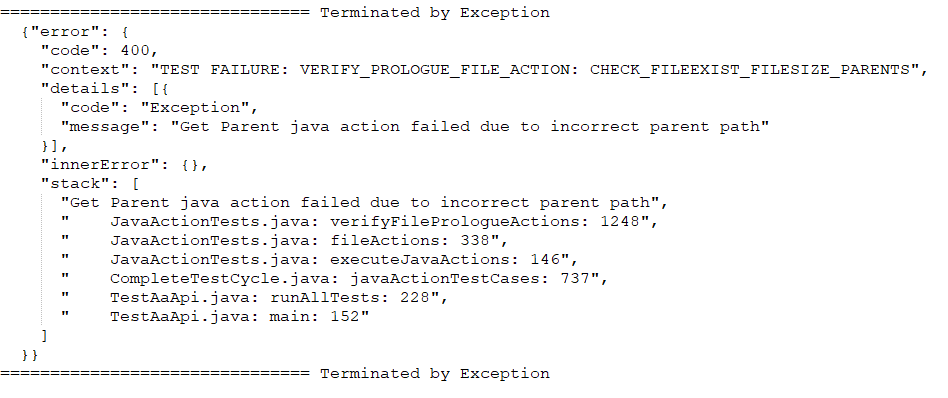 =============================== Terminated by Exception
{"error": {
"code": 400,
"context": "TEST FAILURE: VERIFY_PROLOGUE_FILE_ACTION: CHECK_FILEEXIST_FILESIZE_PARENTS",
"details": [{
"code": "Exception",
"message": "Get Parent java action failed due to incorrect parent path"
}],
"innerError": {},
"stack": [
"Get Parent java action failed due to incorrect parent path",
"    JavaActionTests.java: verifyFilePrologueActions: 1248",
"    JavaActionTests.java: fileActions: 338",
"    JavaActionTests.java: executeJavaActions: 146",
"    CompleteTestCycle.java: javaActionTestCases: 737",
"    TestAaApi.java: runAllTests: 228",
"    TestAaApi.java: main: 152"
]
}}
=============================== Terminated by Exception